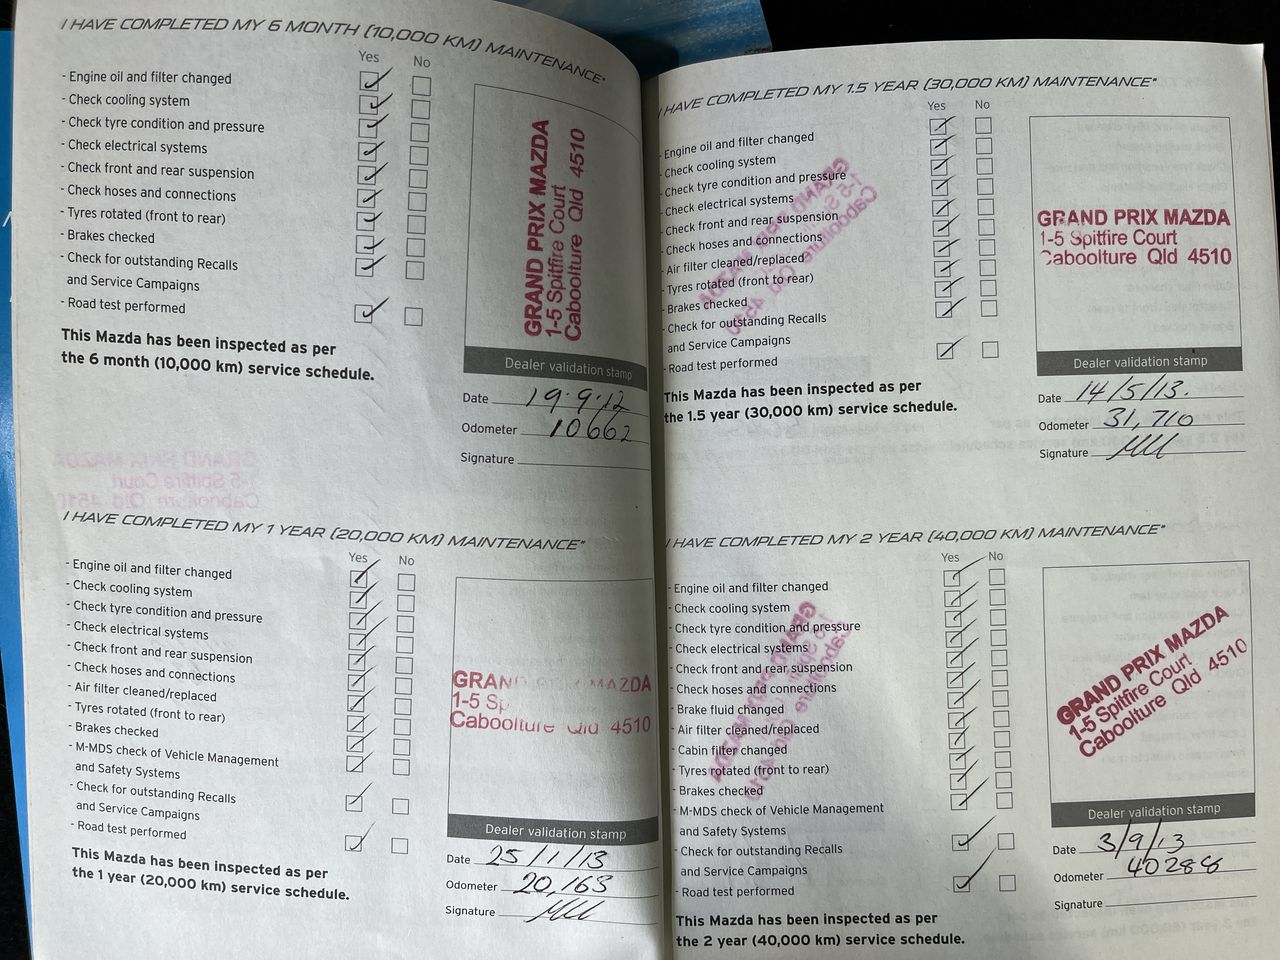 I HAVE COMPLETED MY 6 MONTH (10,000 KM) MAINTENANCE*
Yes No
- Engine oil and filter changed
- Check cooling system
- Check tyre condition and pressure
- Check electrical systems
- Check front and rear suspension
- Check hoses and connections
- Tyres rotated (front to rear)
- Brakes checked
- Check for outstanding Recalls
and Service Campaigns
- Road test performed
This Mazda has been inspected as per
the 6 month (10,000 km) service schedule.
GRAND PRIX MAZDA
1-5 Spitfire Court
Caboolture Qld 4510
Dealer validation stamp
Date 19.9.12
Odometer 10662
Signature
I HAVE COMPLETED MY 1 YEAR (20,000 KM) MAINTENANCE*
Yes No
- Engine oil and filter changed
- Check cooling system
- Check tyre condition and pressure
- Check electrical systems
- Check front and rear suspension
- Check hoses and connections
- Air filter cleaned/replaced
- Tyres rotated (front to rear)
- Brakes checked
- M-MDS check of Vehicle Management
and Safety Systems
- Check for outstanding Recalls
and Service Campaigns
- Road test performed
This Mazda has been inspected as per
the 1 year (20,000 km) service schedule.
MAZDA
1-5
Caboolture Qld 4510
Dealer validation stamp
Date 25/1/13
Odometer 20,163
Signature
I HAVE COMPLETED MY 1.5 YEAR (30,000 KM) MAINTENANCE*
Yes No
- Engine oil and filter changed
- Check cooling system
- Check tyre condition and pressure
- Check electrical systems
- Check front and rear suspension
- Check hoses and connections
- Air filter cleaned/replaced
- Tyres rotated (front to rear)
- Brakes checked
- Check for outstanding Recalls
and Service Campaigns
- Road test performed
This Mazda has been inspected as per
the 1.5 year (30,000 km) service schedule.
GRAND PRIX MAZDA
1-5 Spitfire Court
Caboolture Qld 4510
Dealer validation stamp
Date 14/5/13.
Odometer 31,710
Signature
I HAVE COMPLETED MY 2 YEAR (40,000 KM) MAINTENANCE*
Yes No
- Engine oil and filter changed
- Check cooling system
- Check tyre condition and pressure
- Check electrical systems
- Check front and rear suspension
- Check hoses and connections
- Brake fluid changed
- Air filter cleaned/replaced
- Cabin filter changed
- Tyres rotated (front to rear)
- Brakes checked
- M-MDS check of Vehicle Management
and Safety Systems
- Check for outstanding Recalls
and Service Campaigns
- Road test performed
This Mazda has been inspected as per
the 2 year (40,000 km) service schedule.
GRAND PRIX MAZDA
1-5 Spitfire Court
Caboolture Qld 4510
Dealer validation stamp
Date 3/9/13
Odometer 40288
Signature